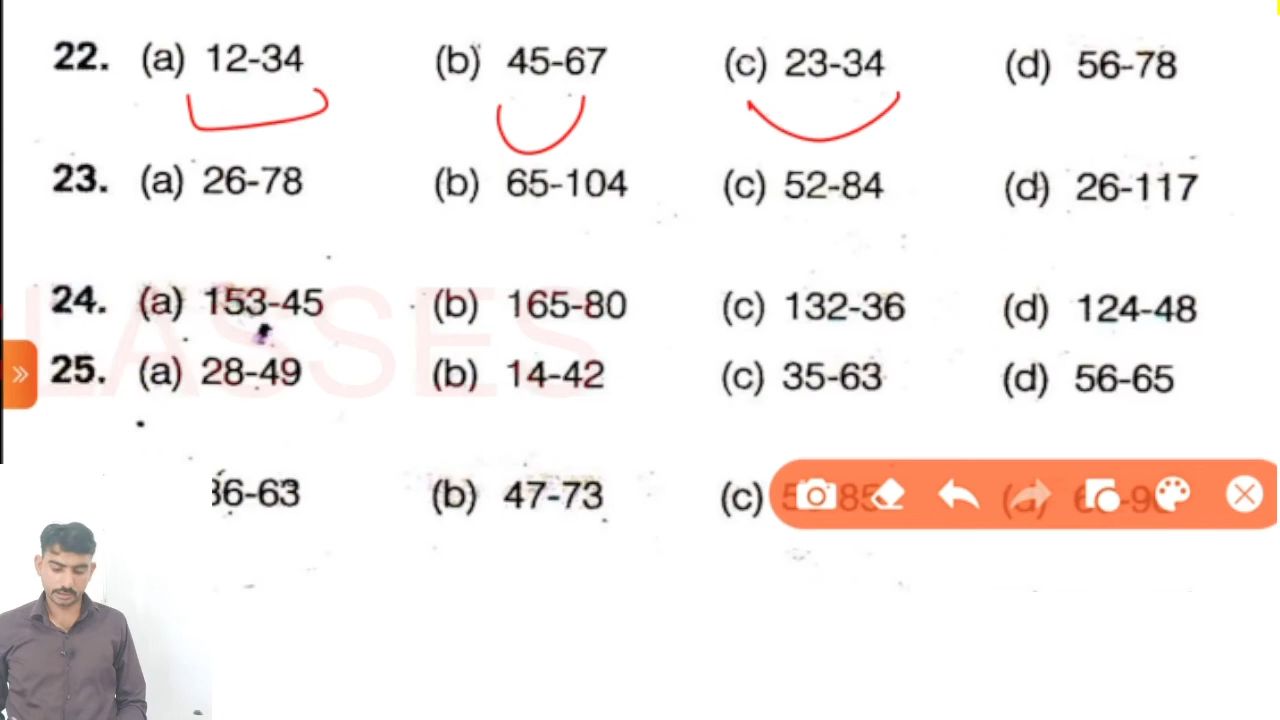 22. (a) 12-34 (b) 45-67 (c) 23-34 (d) 56-78
23. (a) 26-78 (b) 65-104 (c) 52-84 (d) 26-117
24. (a) 153-45 (b) 165-80 (c) 132-36 (d) 124-48
25. (a) 28-49 (b) 14-42 (c) 35-63 (d) 56-65
36-63 (b) 47-73 (c)
LASSES